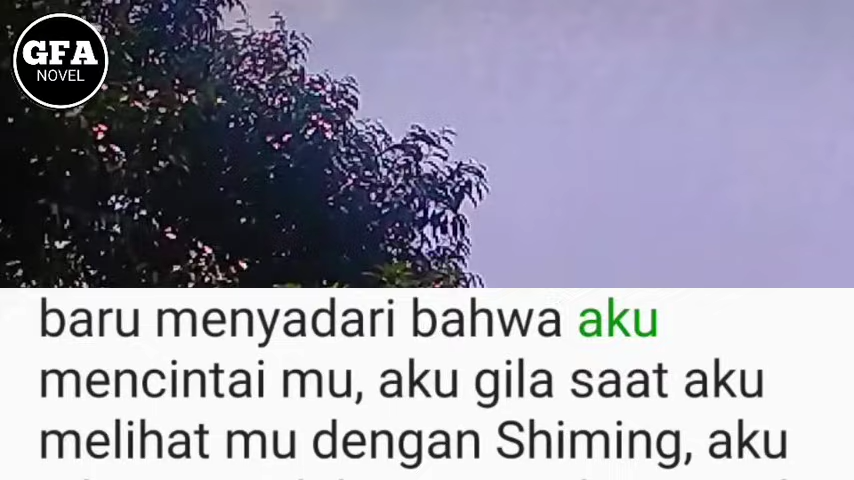 GFA
NOVEL
baru menyadari bahwa aku
mencintai mu, aku gila saat aku
melihat mu dengan Shiming, aku